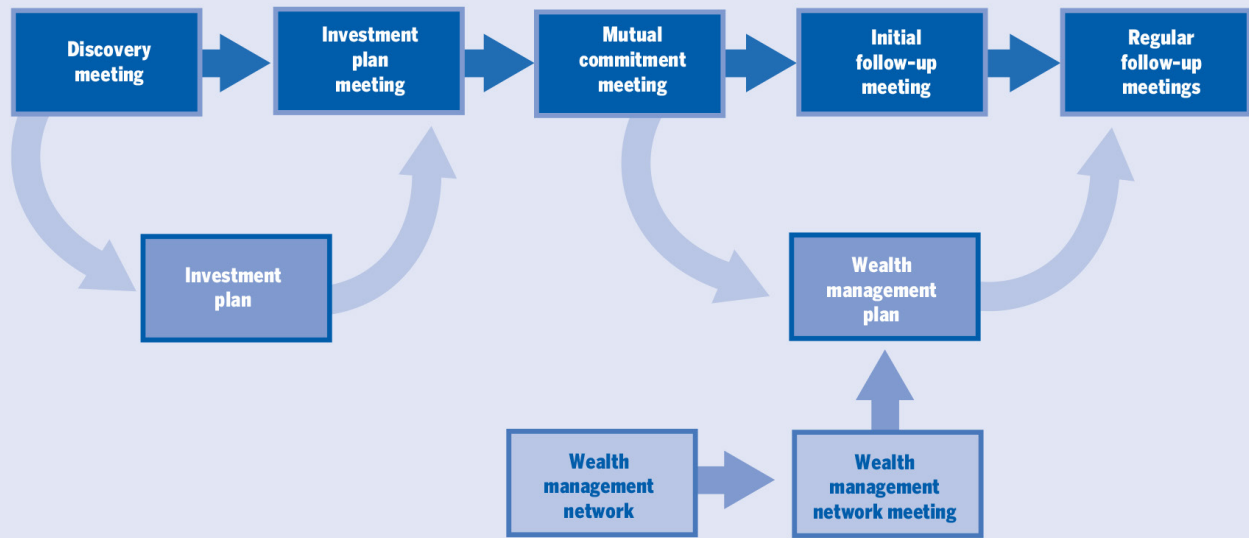 Discovery
meeting
Investment
plan
meeting
Mutual
commitment
meeting
Initial
follow-up
meeting
Regular
follow-up
meetings
Investment
plan
Wealth
management
plan
Wealth
management
network
Wealth
management
network meeting